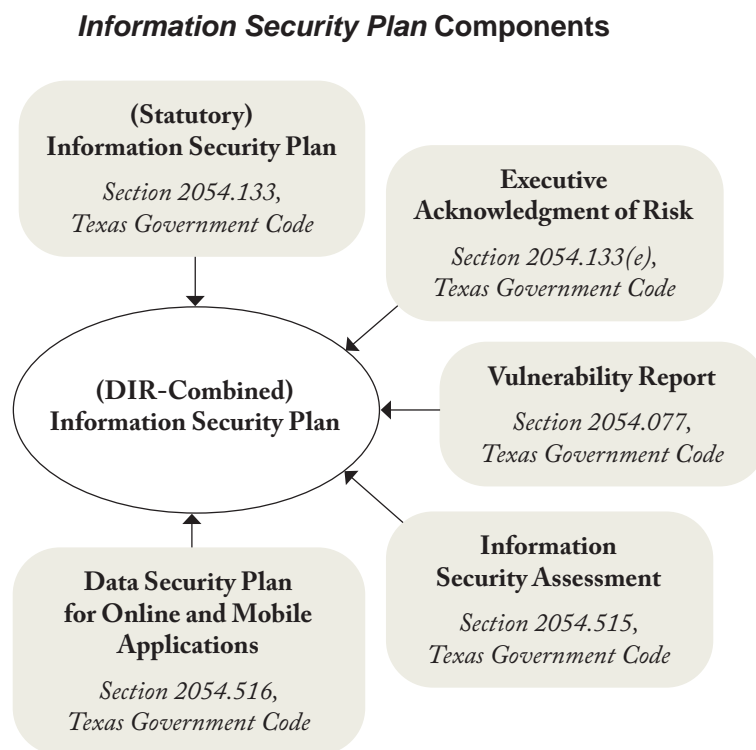 Information Security Plan Components
(Statutory)
Information Security Plan
Section 2054.133,
Texas Government Code
Executive
Acknowledgment of Risk
Section 2054.133(e),
Texas Government Code
(DIR-Combined)
Information Security Plan
Vulnerability Report
Section 2054.077,
Texas Government Code
Information
Security Assessment
Section 2054.515,
Texas Government Code
Data Security Plan
for Online and Mobile
Applications
Section 2054.516,
Texas Government Code